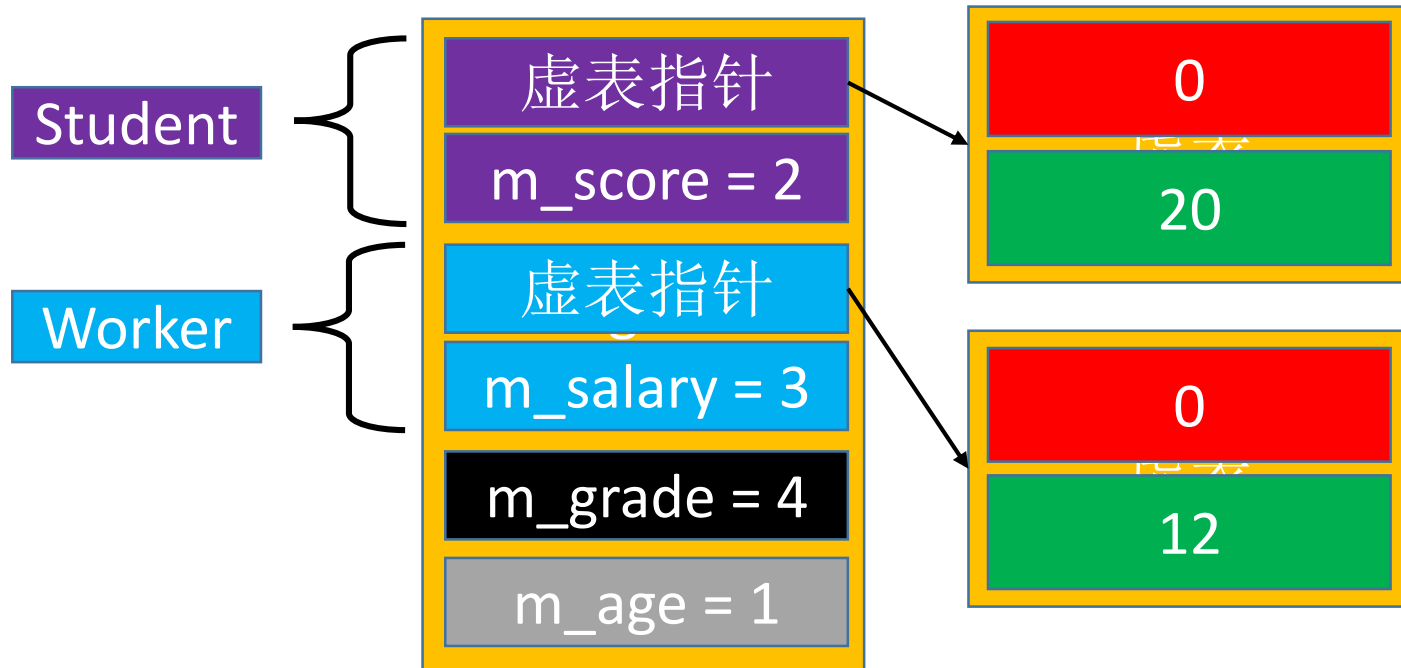 Student
虚表指针
m_score = 2
Worker
虚表指针
m_salary = 3
m_grade = 4
m_age = 1
0
20
0
12